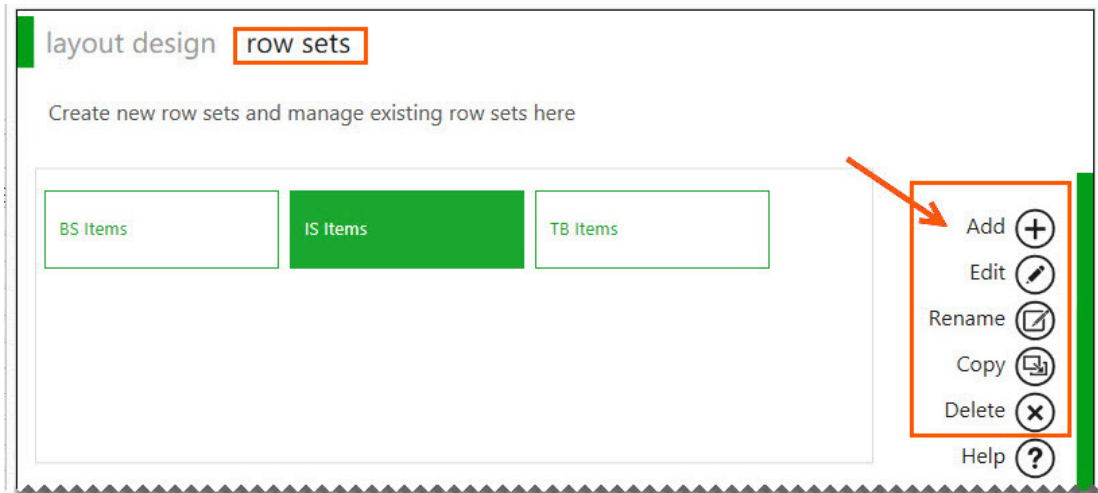 layout design row sets
Create new row sets and manage existing row sets here
BS Items IS Items TB Items
Add
Edit
Rename
Copy
Delete
Help ?